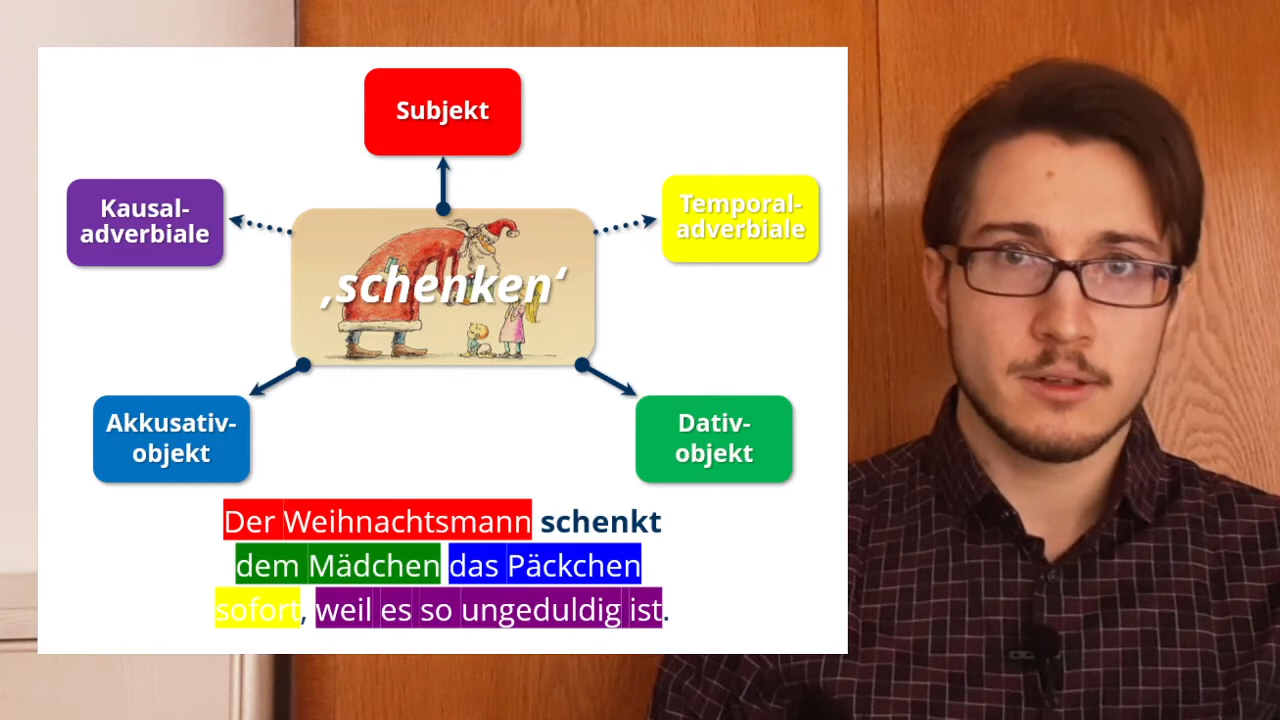 Subjekt
Kausal-
adverbiale
Temporal-
adverbiale
‚schenken‘
Akkusativ-
objekt
Dativ-
objekt
Der Weihnachtsmann schenkt
dem Mädchen das Päckchen
sofort, weil es so ungeduldig ist.